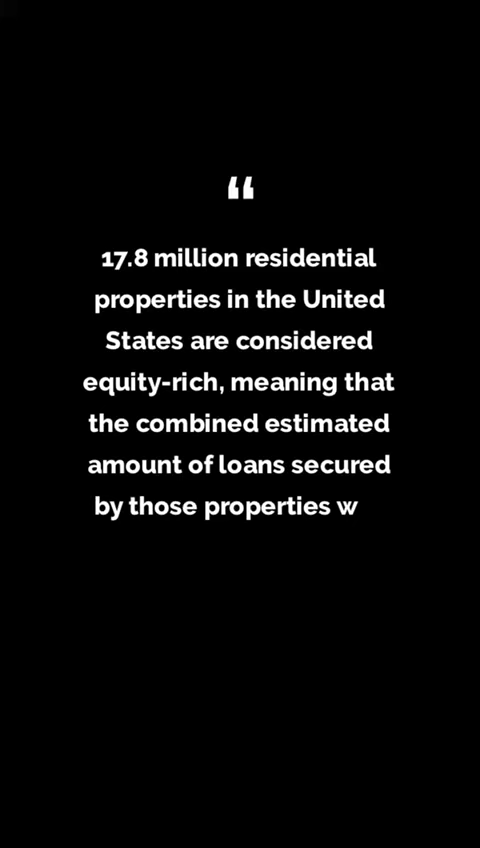 “
17.8 million residential
properties in the United
States are considered
equity-rich, meaning that
the combined estimated
amount of loans secured
by those properties w